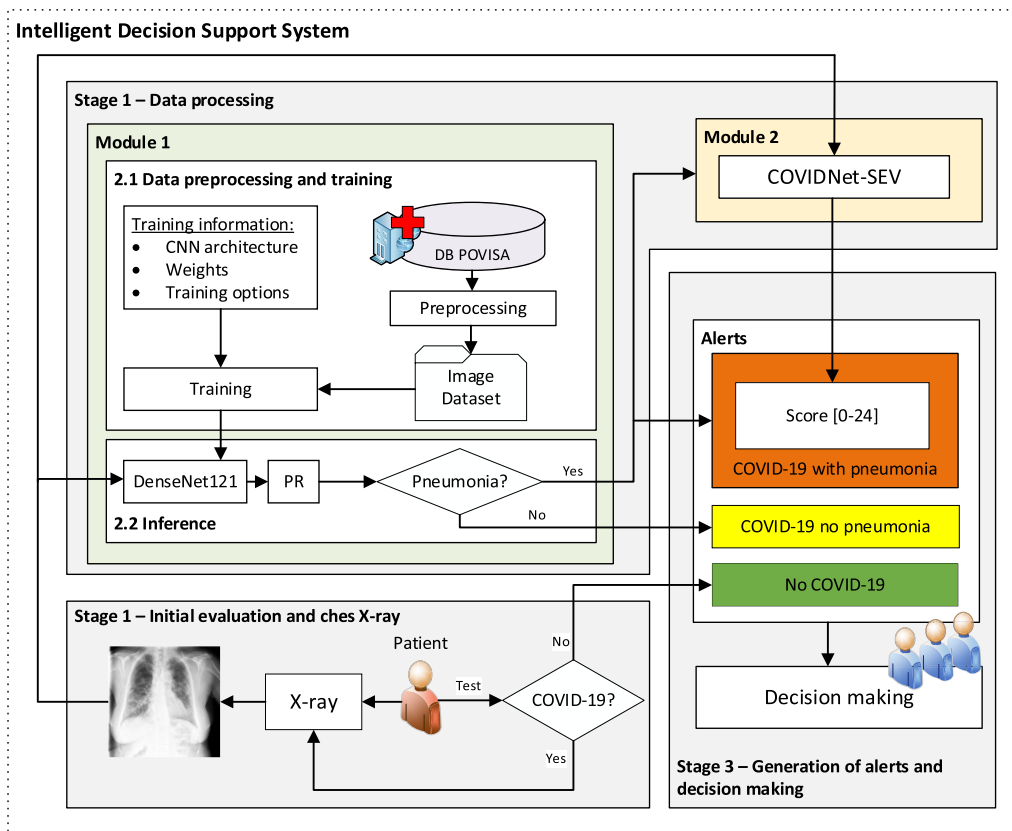 Intelligent Decision Support System
Stage 1 – Data processing
Module 1
2.1 Data preprocessing and training
Training information:
• CNN architecture
• Weights
• Training options
DB POVISA
Preprocessing
Image
Dataset
Training
DenseNet121
PR
Pneumonia?
Yes
No
2.2 Inference
Module 2
COVIDNet-SEV
Alerts
Score [0-24]
COVID-19 with pneumonia
COVID-19 no pneumonia
No COVID-19
Decision making
Stage 3 – Generation of alerts and
decision making
Stage 1 – Initial evaluation and ches X-ray
Patient
X-ray
Test
COVID-19?
No
Yes